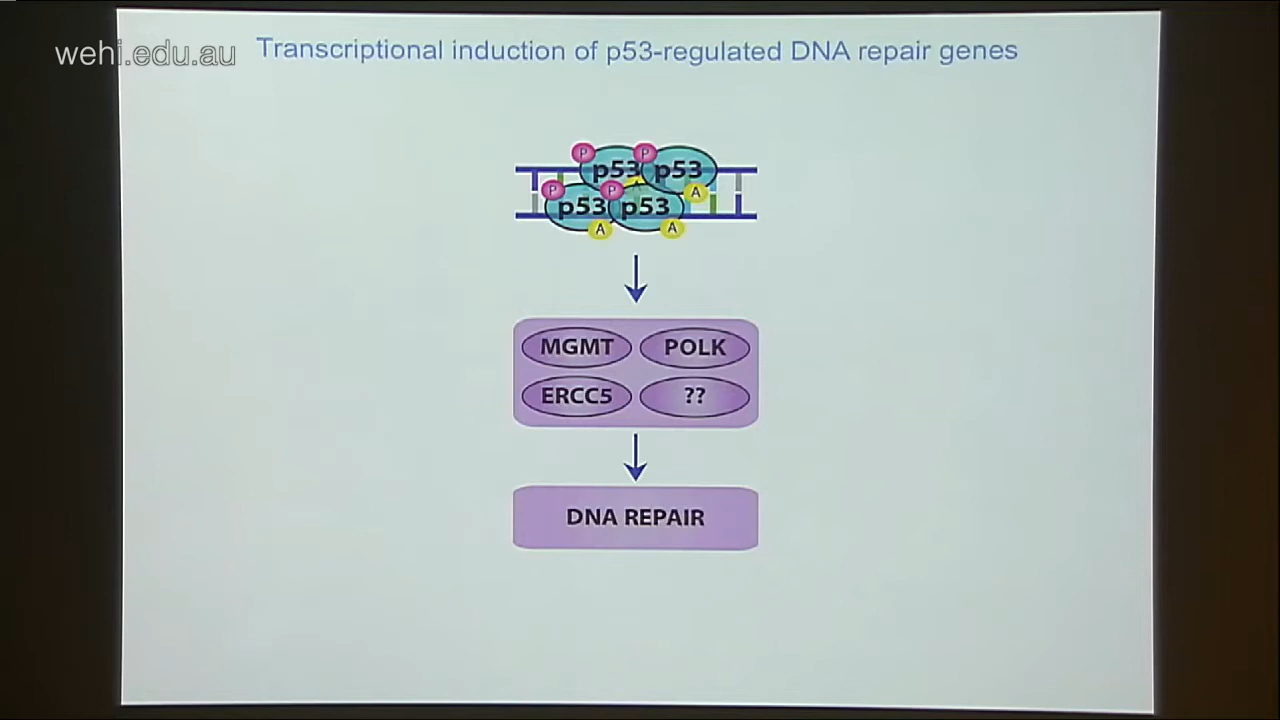 wehi.edu.au
Transcriptional induction of p53-regulated DNA repair genes
P P
p53 p53
A
P P A
p53 p53
A A
MGMT POLK
ERCC5 ??
DNA REPAIR